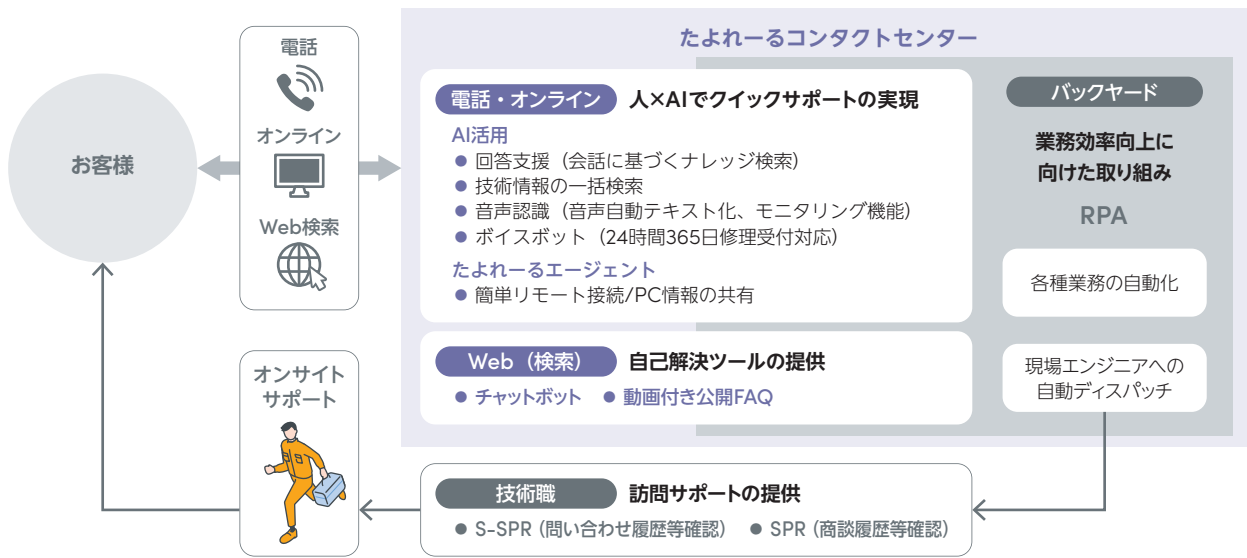 お客様
電話
オンライン
Web検索
たよれーるコンタクトセンター
電話・オンライン 人×AIでクイックサポートの実現
AI活用
● 回答支援（会話に基づくナレッジ検索）
● 技術情報の一括検索
● 音声認識（音声自動テキスト化、モニタリング機能）
● ボイスボット（24時間365日修理受付対応）
たよれーるエージェント
● 簡単リモート接続/PC情報の共有
Web（検索） 自己解決ツールの提供
● チャットボット ● 動画付き公開FAQ
バックヤード
業務効率向上に
向けた取り組み
RPA
各種業務の自動化
現場エンジニアへの
自動ディスパッチ
オンサイト
サポート
技術職 訪問サポートの提供
● S-SPR（問い合わせ履歴等確認） ● SPR（商談履歴等確認）